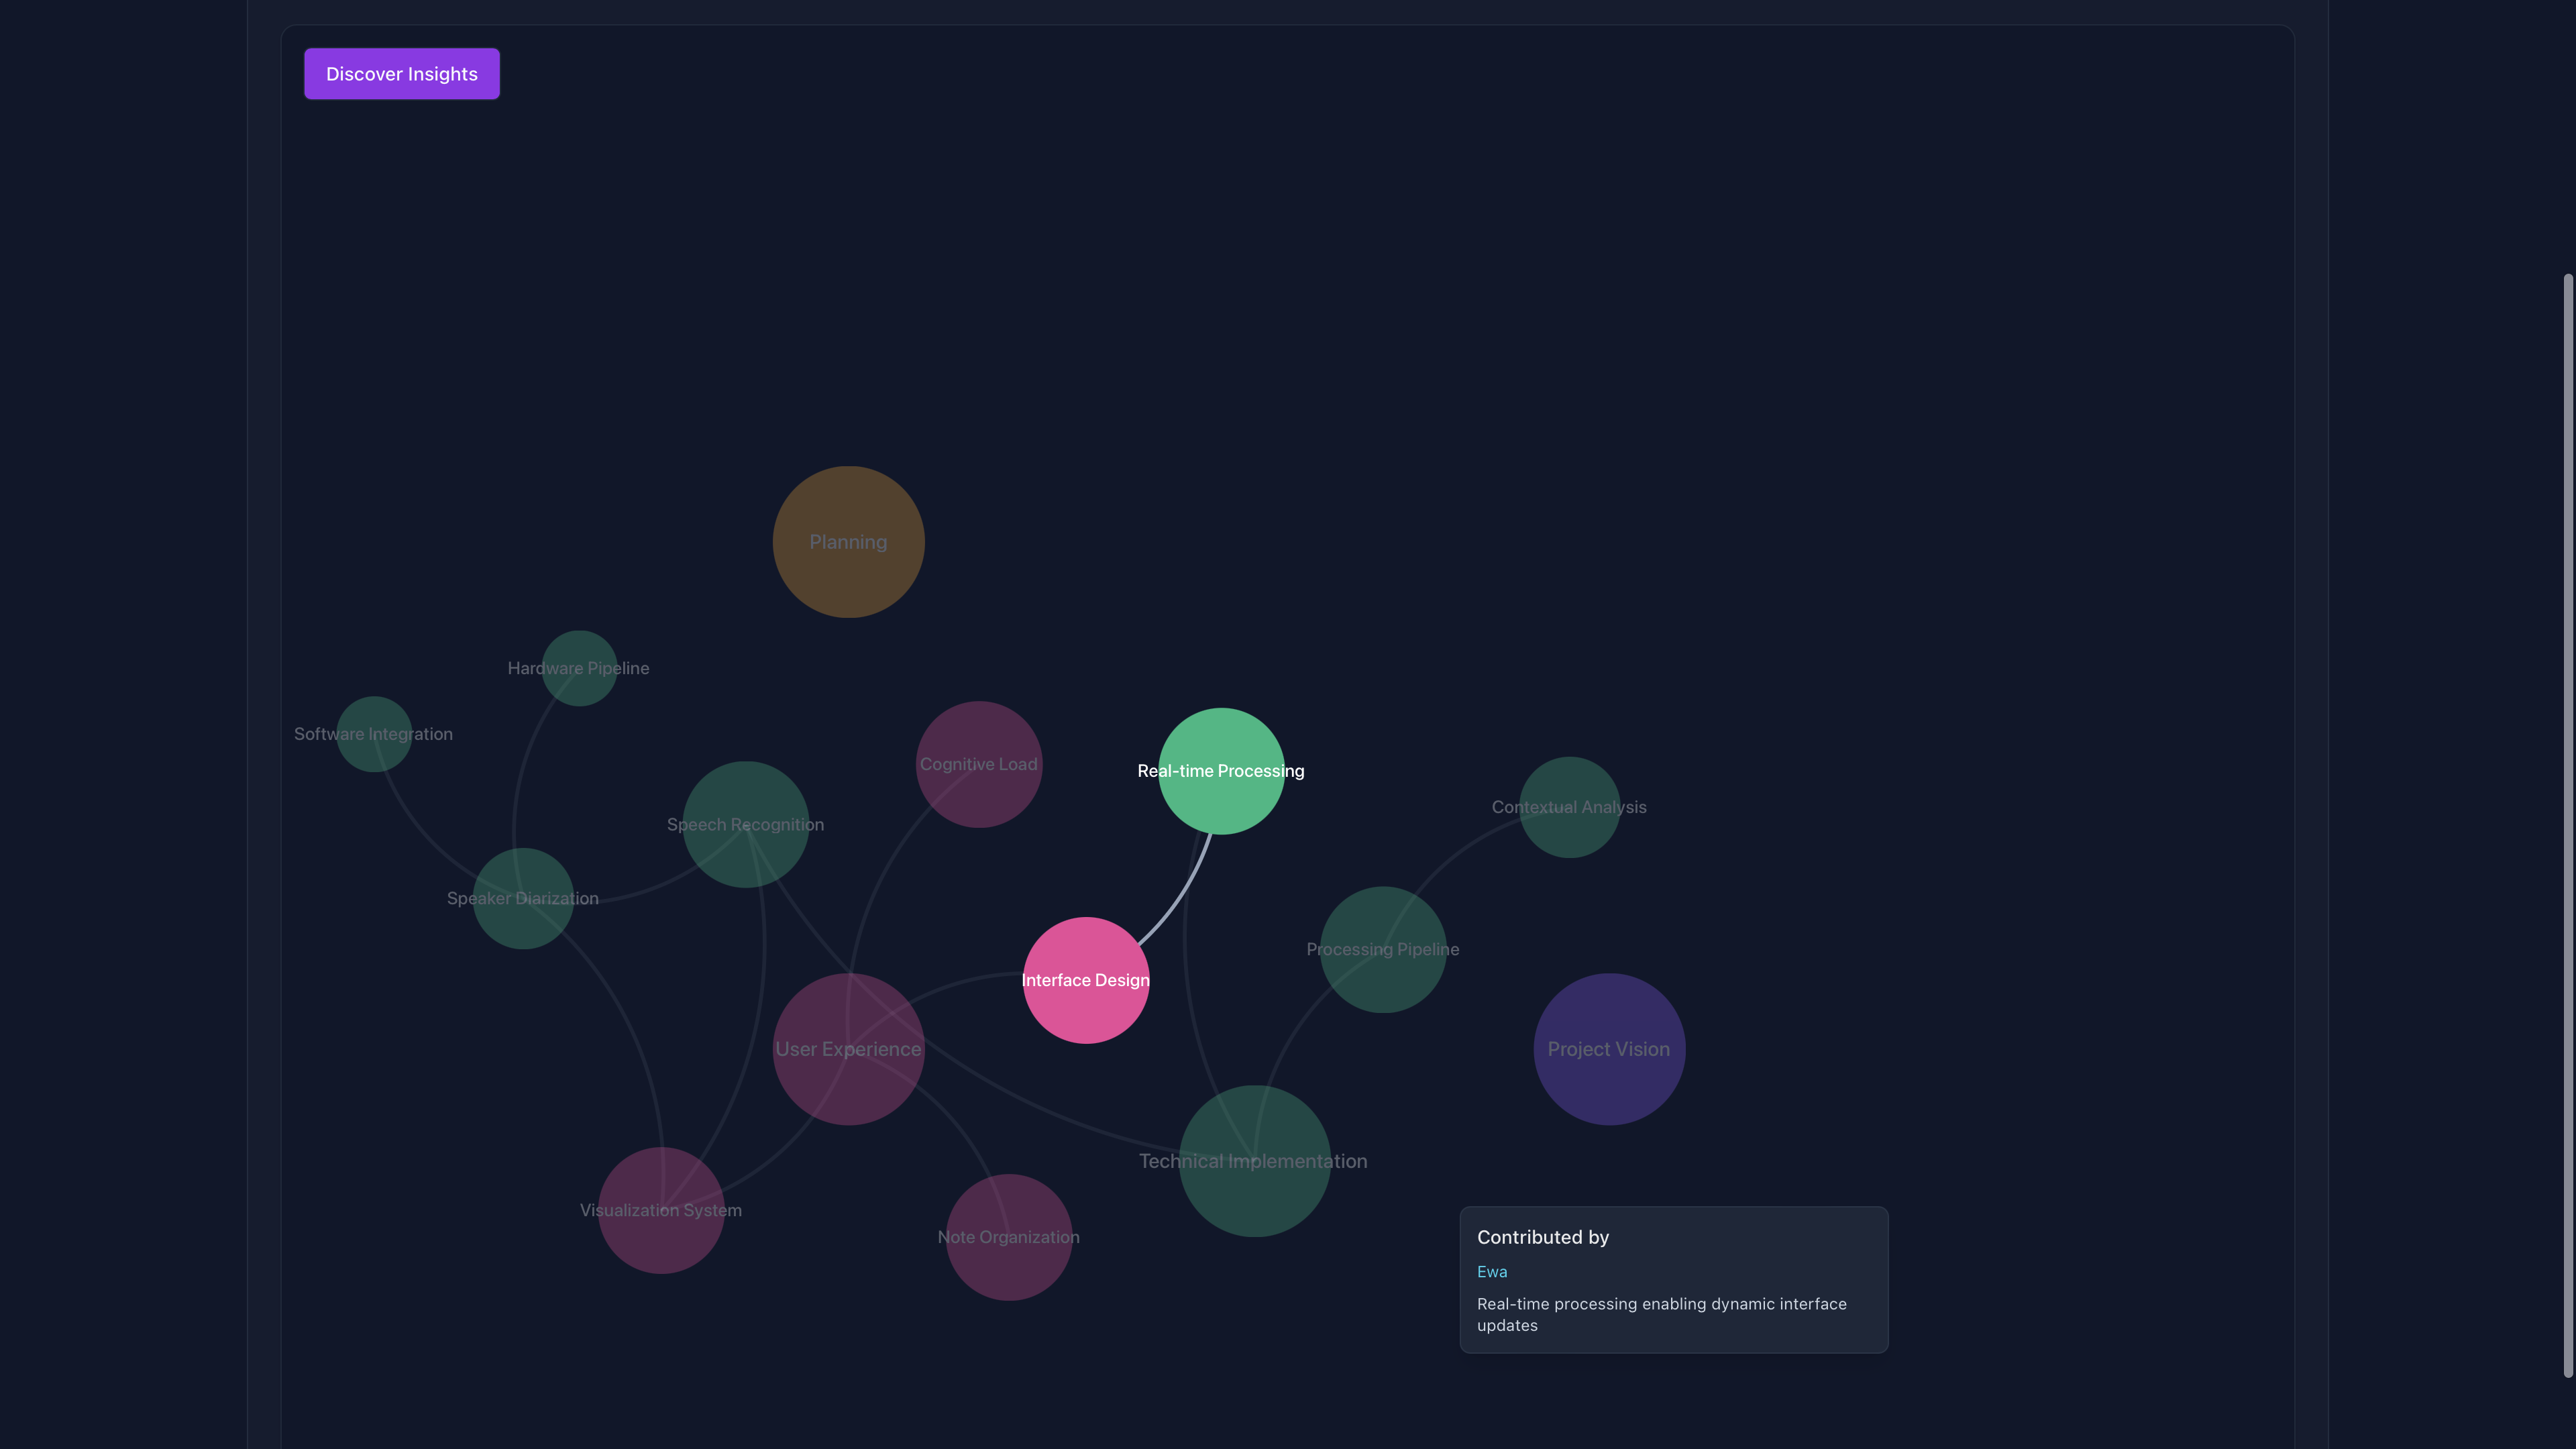 Discover Insights
Planning
Hardware Pipeline
Software Integration
Cognitive Load
Real-time Processing
Contextual Analysis
Speech Recognition
Speaker Diarization
Processing Pipeline
Interface Design
User Experience
Project Vision
Technical Implementation
Visualization System
Note Organization
Contributed by
Ewa
Real-time processing enabling dynamic interface
updates